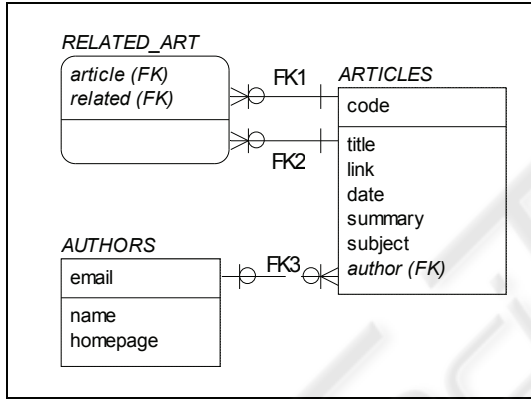 RELATED_ART
article (FK)
related (FK)
FK1
FK2
ARTICLES
code
title
link
date
summary
subject
author (FK)
AUTHORS
email
name
homepage
FK3